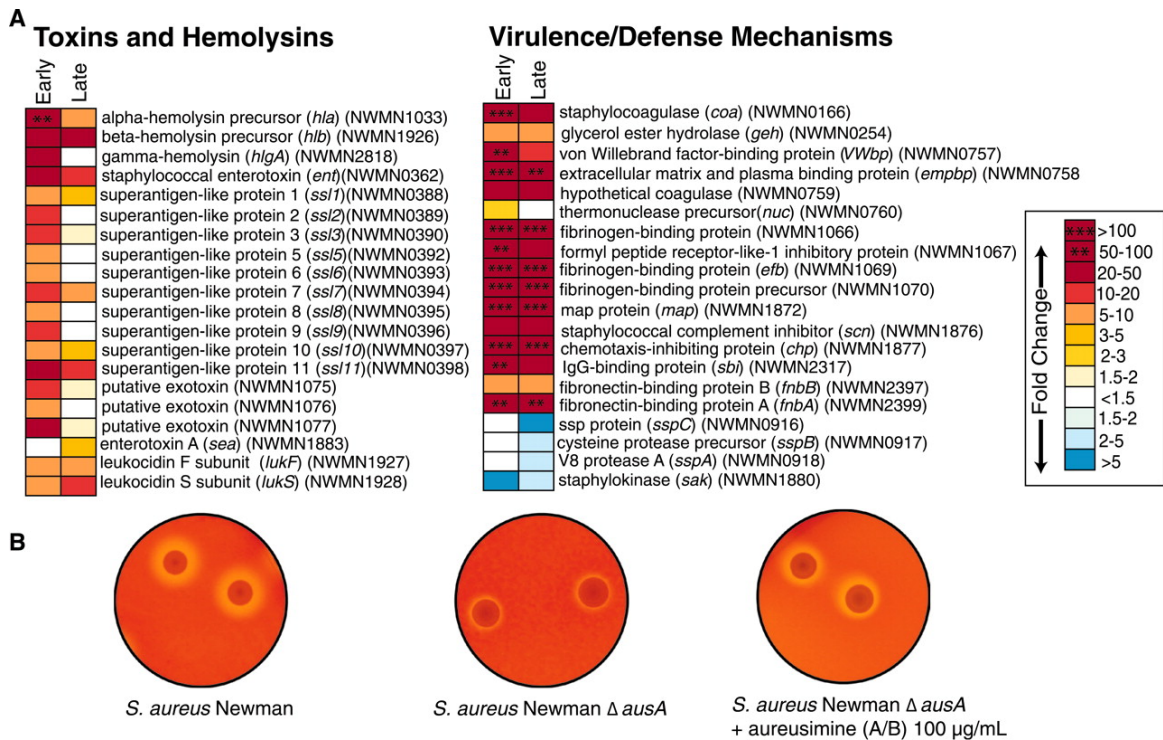 A
Toxins and Hemolysins
Early
Late
** alpha-hemolysin precursor (hla) (NWMN1033)
beta-hemolysin precursor (hlb) (NWMN1926)
gamma-hemolysin (hlgA) (NWMN2818)
staphylococcal enterotoxin (ent)(NWMN0362)
superantigen-like protein 1 (ssl1)(NWMN0388)
superantigen-like protein 2 (ssl2)(NWMN0389)
superantigen-like protein 3 (ssl3)(NWMN0390)
superantigen-like protein 5 (ssl5)(NWMN0392)
superantigen-like protein 6 (ssl6)(NWMN0393)
superantigen-like protein 7 (ssl7)(NWMN0394)
superantigen-like protein 8 (ssl8)(NWMN0395)
superantigen-like protein 9 (ssl9)(NWMN0396)
superantigen-like protein 10 (ssl10)(NWMN0397)
superantigen-like protein 11 (ssl11)(NWMN0398)
putative exotoxin (NWMN1075)
putative exotoxin (NWMN1076)
putative exotoxin (NWMN1077)
enterotoxin A (sea) (NWMN1883)
leukocidin F subunit (lukF) (NWMN1927)
leukocidin S subunit (lukS) (NWMN1928)
Virulence/Defense Mechanisms
Early
Late
*** staphylocoagulase (coa) (NWMN0166)
glycerol ester hydrolase (geh) (NWMN0254)
** von Willebrand factor-binding protein (VWbp) (NWMN0757)
*** ** extracellular matrix and plasma binding protein (empbp) (NWMN0758
hypothetical coagulase (NWMN0759)
thermonuclease precursor(nuc) (NWMN0760)
*** *** fibrinogen-binding protein (NWMN1066)
** formyl peptide receptor-like-1 inhibitory protein (NWMN1067)
*** *** fibrinogen-binding protein (efb) (NWMN1069)
*** *** fibrinogen-binding protein precursor (NWMN1070)
*** *** map protein (map) (NWMN1872)
staphylococcal complement inhibitor (scn) (NWMN1876)
*** *** chemotaxis-inhibiting protein (chp) (NWMN1877)
** IgG-binding protein (sbi) (NWMN2317)
fibronectin-binding protein B (fnbB) (NWMN2397)
** ** fibronectin-binding protein A (fnbA) (NWMN2399)
ssp protein (sspC) (NWMN0916)
cysteine protease precursor (sspB) (NWMN0917)
V8 protease A (sspA) (NWMN0918)
staphylokinase (sak) (NWMN1880)
Fold Change
*** >100
** 50-100
20-50
10-20
5-10
3-5
2-3
1.5-2
<1.5
1.5-2
2-5
>5
B
S. aureus Newman
S. aureus Newman Δ ausA
S. aureus Newman Δ ausA
+ aureusimine (A/B) 100 μg/mL